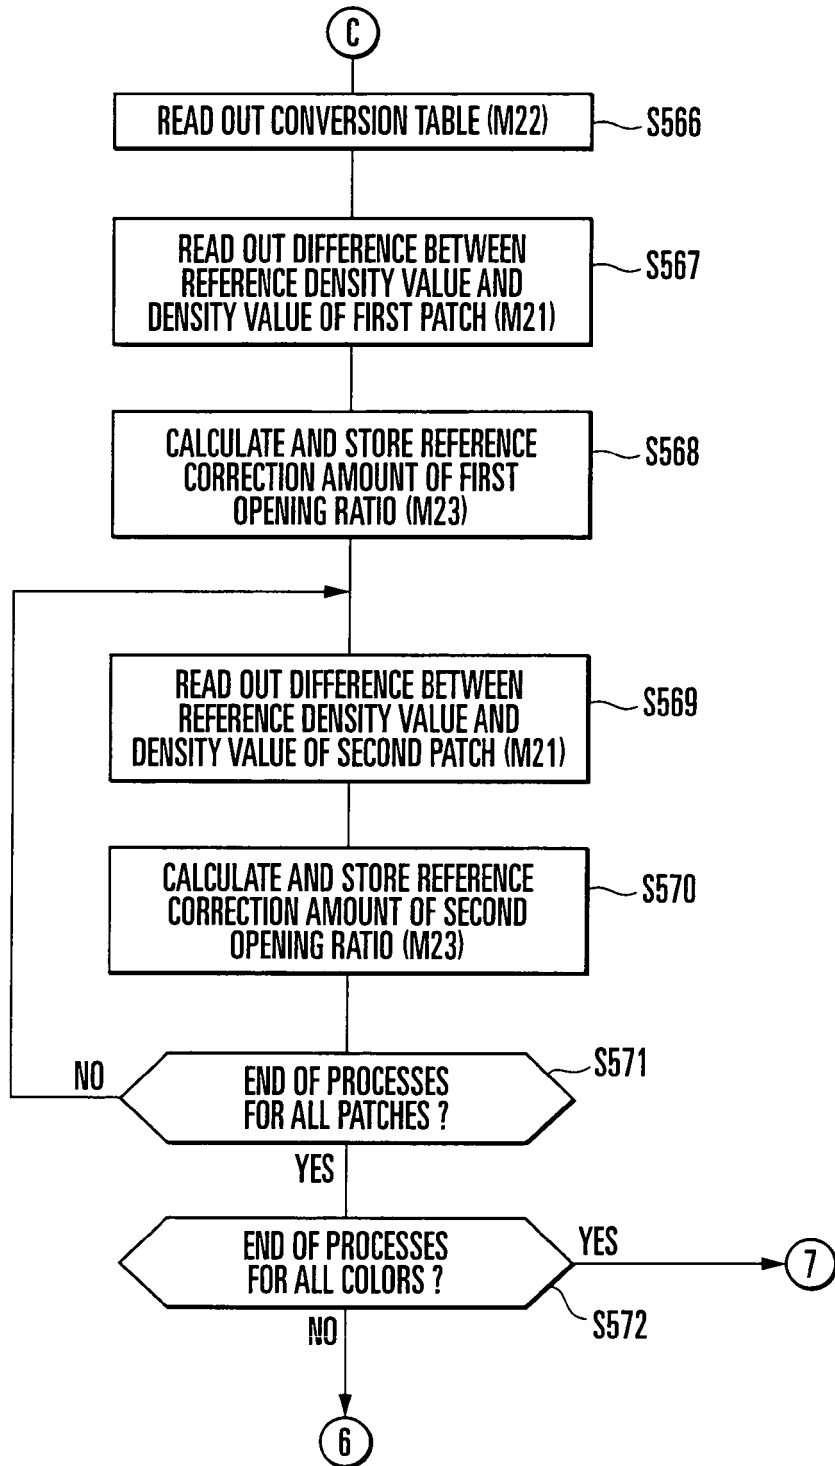 C
READ OUT CONVERSION TABLE (M22)
S566
READ OUT DIFFERENCE BETWEEN
REFERENCE DENSITY VALUE AND
DENSITY VALUE OF FIRST PATCH (M21)
S567
CALCULATE AND STORE REFERENCE
CORRECTION AMOUNT OF FIRST
OPENING RATIO (M23)
S568
READ OUT DIFFERENCE BETWEEN
REFERENCE DENSITY VALUE AND
DENSITY VALUE OF SECOND PATCH (M21)
S569
CALCULATE AND STORE REFERENCE
CORRECTION AMOUNT OF SECOND
OPENING RATIO (M23)
S570
END OF PROCESSES
FOR ALL PATCHES ?
S571
NO
YES
END OF PROCESSES
FOR ALL COLORS ?
YES
7
S572
NO
6